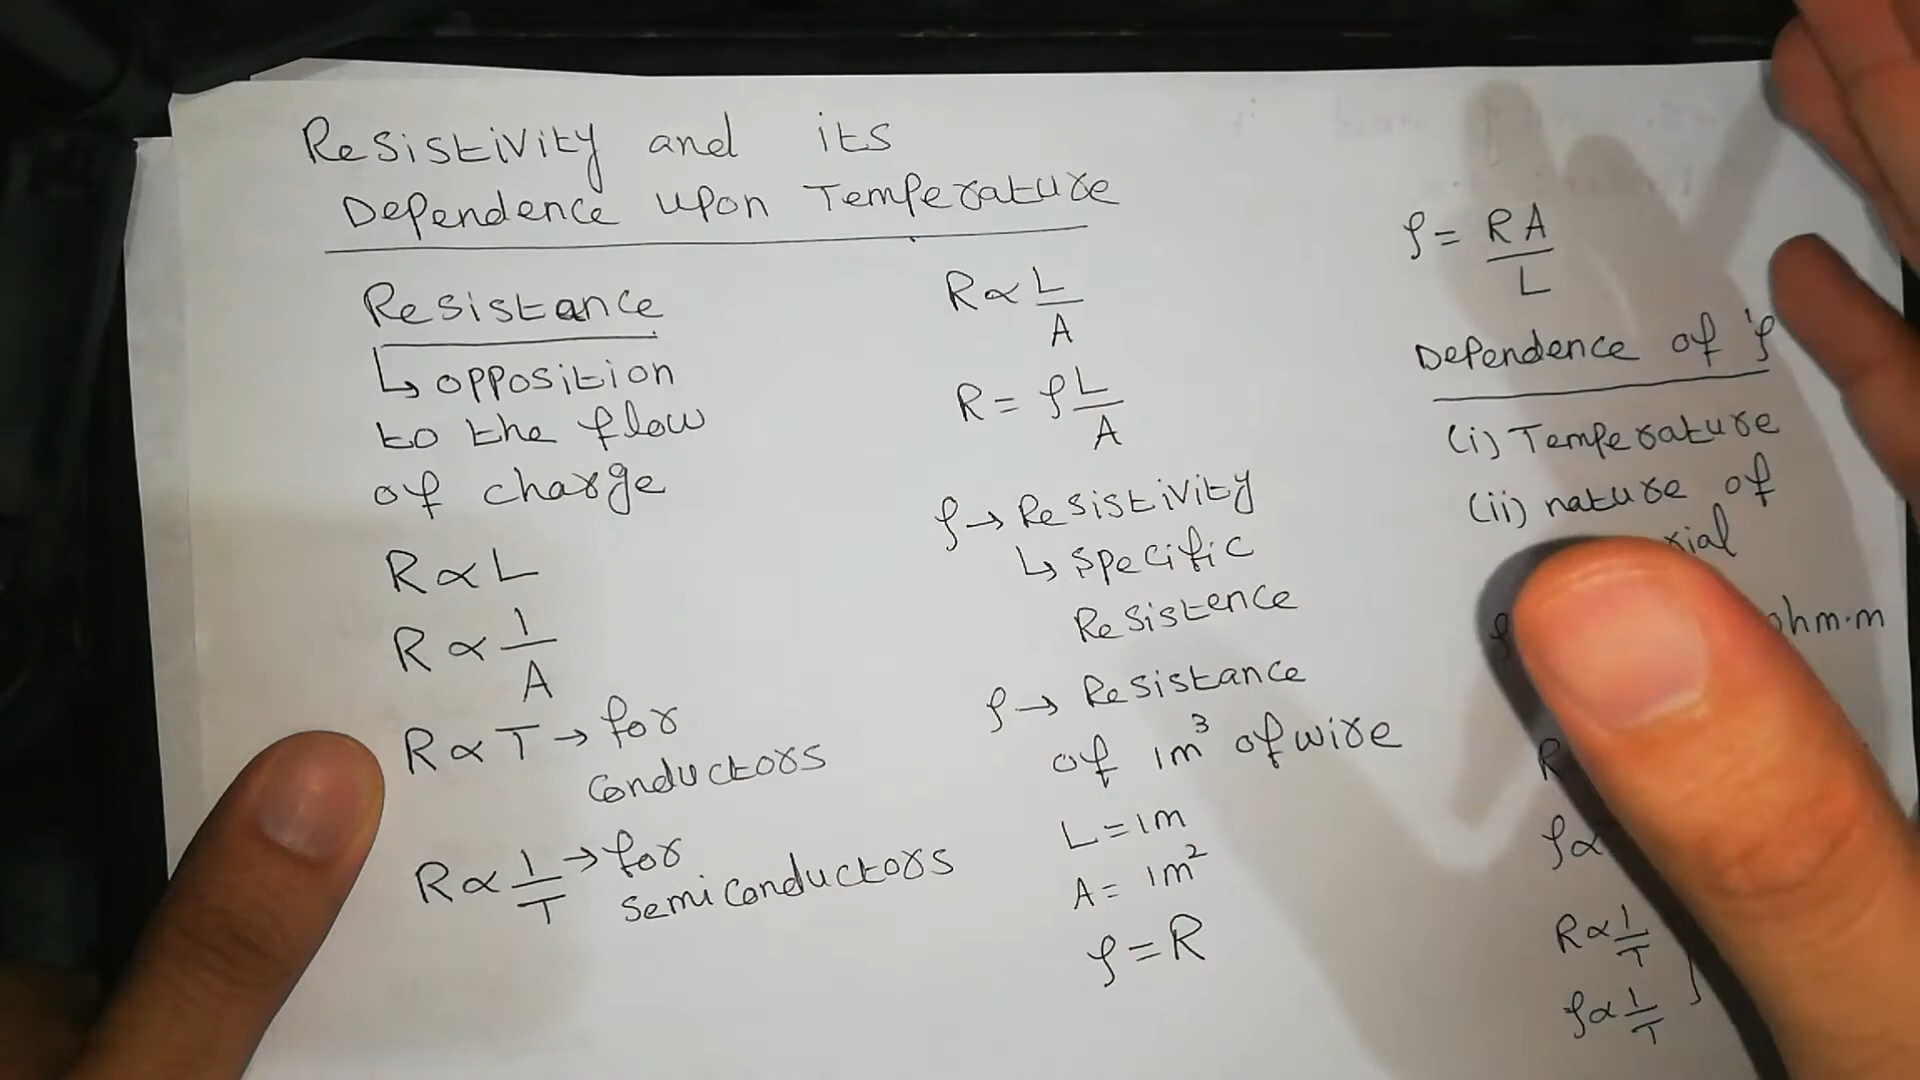 Resistivity and its
Dependence upon Temperature
Resistance
↳ opposition
to the flow
of charge
R ∝ L
R ∝ 1/A
R ∝ T → for
conductors
R ∝ 1/T → for
semiconductors
R ∝ L/A
R = ρ L/A
ρ → Resistivity
↳ specific
Resistence
ρ → Resistance
of 1m³ of wire
L = 1m
A = 1m²
ρ = R
ρ = RA/L
Dependence of 'ρ
(i) Temperature
(ii) nature of
ohm.m
R
ρ ∝
R ∝ 1/T
ρ ∝ 1/T